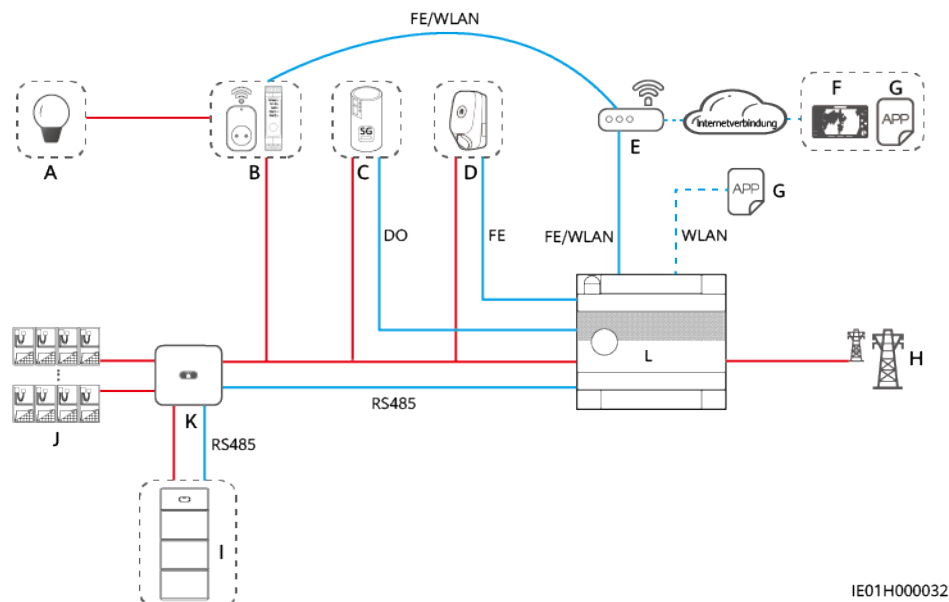 FE/WLAN
F
G
APP
Internetverbindung
SG
A
B
C
D
E
APP
G
DO
FE
FE/WLAN
WLAN
L
H
J
K
RS485
RS485
I
IE01H000032